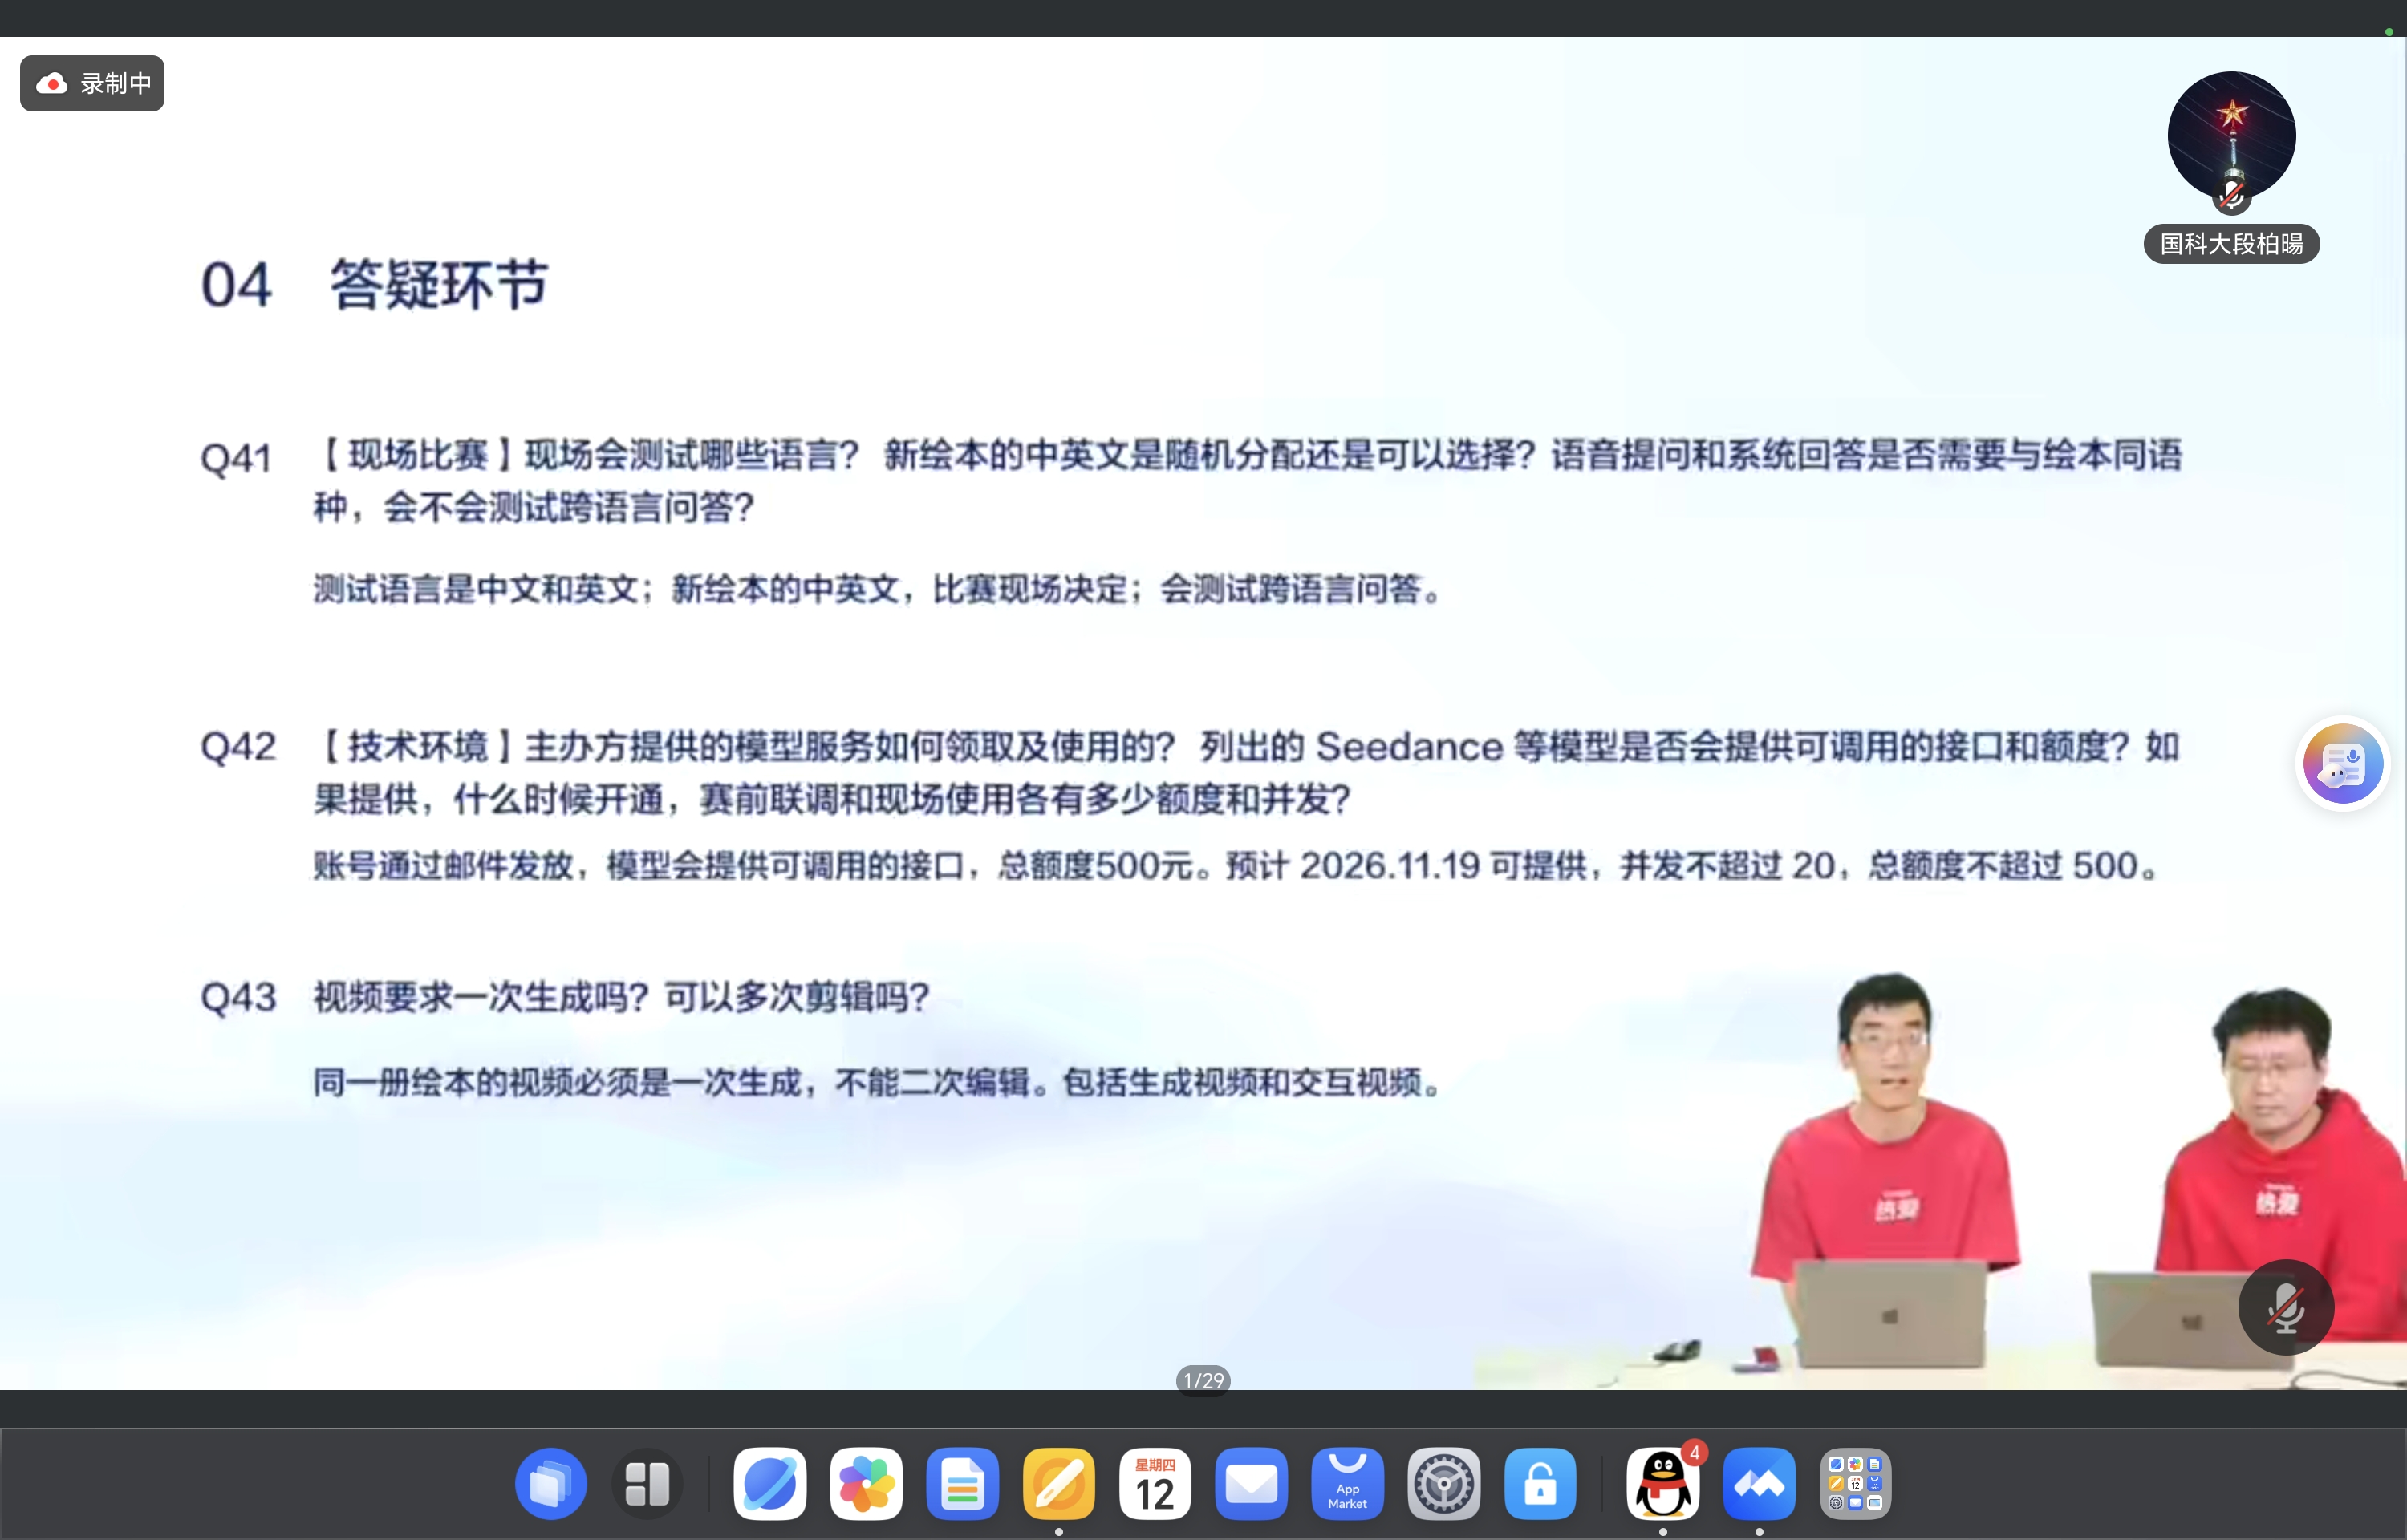 录制中
国科大段柏暘
04 答疑环节
Q41 【现场比赛】现场会测试哪些语言？ 新绘本的中英文是随机分配还是可以选择？语音提问和系统回答是否需要与绘本同语
种，会不会测试跨语言问答？
测试语言是中文和英文；新绘本的中英文，比赛现场决定；会测试跨语言问答。
Q42 【技术环境】主办方提供的模型服务如何领取及使用的？ 列出的 Seedance 等模型是否会提供可调用的接口和额度？如
果提供，什么时候开通，赛前联调和现场使用各有多少额度和并发？
账号通过邮件发放，模型会提供可调用的接口，总额度500元。预计 2026.11.19 可提供，并发不超过 20，总额度不超过 500。
Q43 视频要求一次生成吗？可以多次剪辑吗？
同一册绘本的视频必须是一次生成，不能二次编辑。包括生成视频和交互视频。
热爱
热爱
1/29
星期四
12
App
Market
4
12